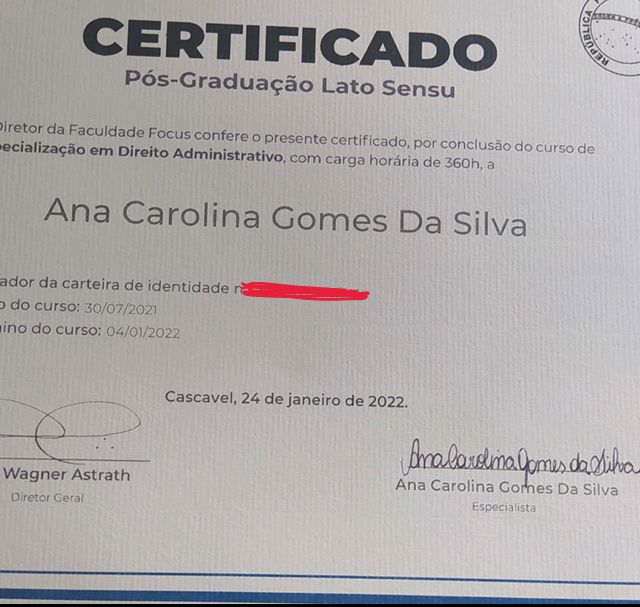 CERTIFICADO
REPÚBLICA
Pós-Graduação Lato Sensu
Diretor da Faculdade Focus confere o presente certificado, por conclusão do curso de
pecialização em Direito Administrativo, com carga horária de 360h, a
Ana Carolina Gomes Da Silva
ador da carteira de identidade n
o do curso: 30/07/2021
nino do curso: 04/01/2022
Cascavel, 24 de janeiro de 2022.
Ana Carolina Gomes da Silva
Wagner Astrath
Ana Carolina Gomes Da Silva
Diretor Geral
Especialista